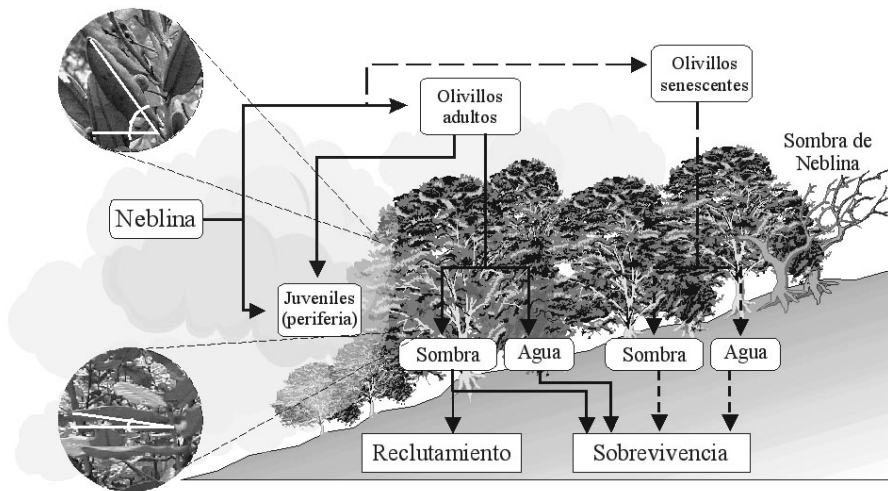 Olivillos
adultos
Olivillos
senescentes
Sombra de
Neblina
Neblina
Juveniles
(periferia)
Sombra
Agua
Sombra
Agua
Reclutamiento
Sobrevivencia